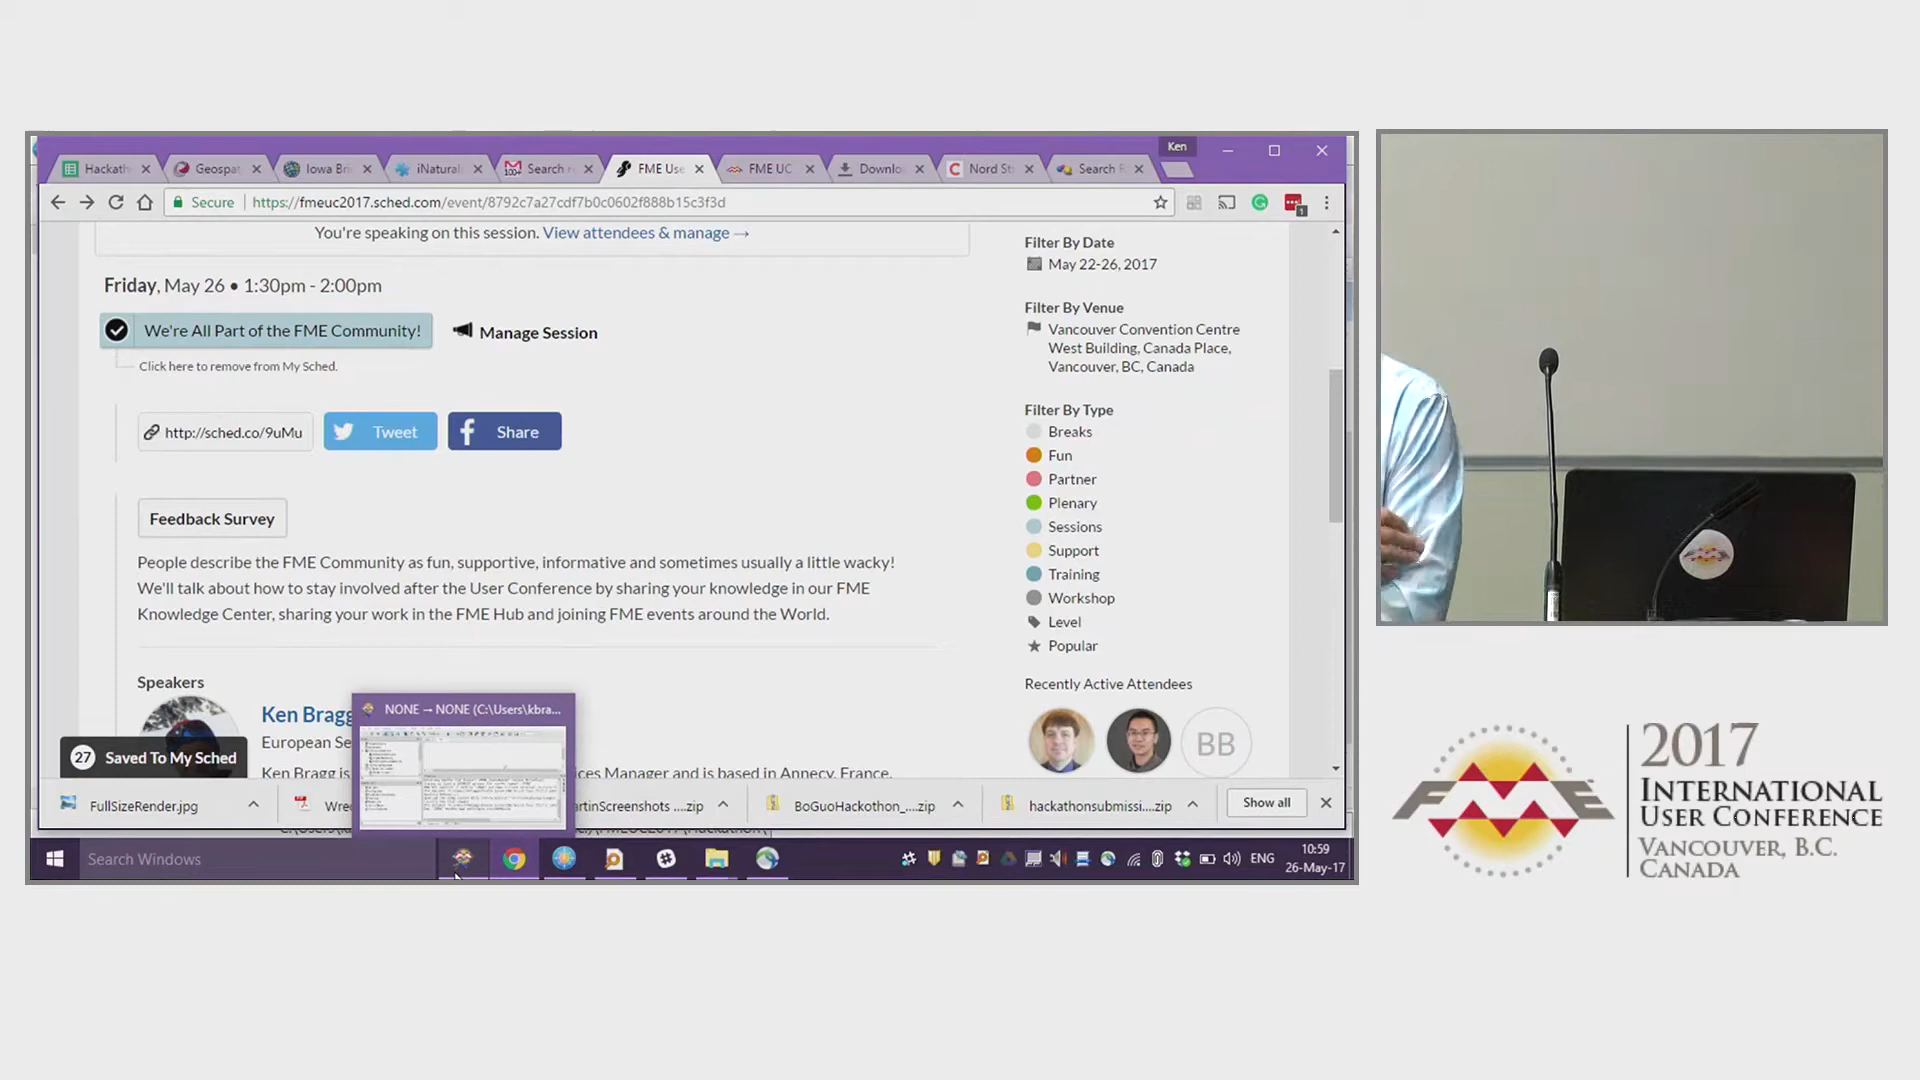 Ken
Hackath
Geospat
Iowa Bri
iNatural
Search r
FME Use
FME UC
Downlo
Nord St
Search R
Secure
https://fmeuc2017.sched.com/event/8792c7a27cdf7b0c0602f888b15c3f3d
You're speaking on this session. View attendees & manage →
Friday, May 26 • 1:30pm - 2:00pm
We're All Part of the FME Community!
Manage Session
Click here to remove from My Sched.
http://sched.co/9uMu
Tweet
Share
Feedback Survey
People describe the FME Community as fun, supportive, informative and sometimes usually a little wacky!
We'll talk about how to stay involved after the User Conference by sharing your knowledge in our FME
Knowledge Center, sharing your work in the FME Hub and joining FME events around the World.
Speakers
Ken Bragg
European Se
Ken Bragg is
ices Manager and is based in Annecy, France.
27 Saved To My Sched
NONE → NONE (C:\Users\kbra...
Filter By Date
May 22-26, 2017
Filter By Venue
Vancouver Convention Centre
West Building, Canada Place,
Vancouver, BC, Canada
Filter By Type
Breaks
Fun
Partner
Plenary
Sessions
Support
Training
Workshop
Level
Popular
Recently Active Attendees
BB
FullSizeRender.jpg
Wre
artinScreenshots ....zip
BoGuoHackothon_....zip
hackathonsubmissi....zip
Show all
Search Windows
ENG
10:59
26-May-17
FME
2017
INTERNATIONAL
USER CONFERENCE
VANCOUVER, B.C.
CANADA